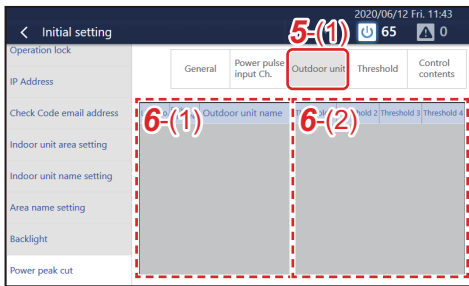 2020/06/12 Fri. 11:43
Initial setting
5-(1)
65
0
Operation lock
IP Address
Check Code email address
Indoor unit area setting
Indoor unit name setting
Area name setting
Backlight
Power peak cut
General
Power pulse
input Ch.
Outdoor unit
Threshold
Control
contents
6-(1)
Outdoor unit name
6-(2)
hold 2
Threshold 3
Threshold 4